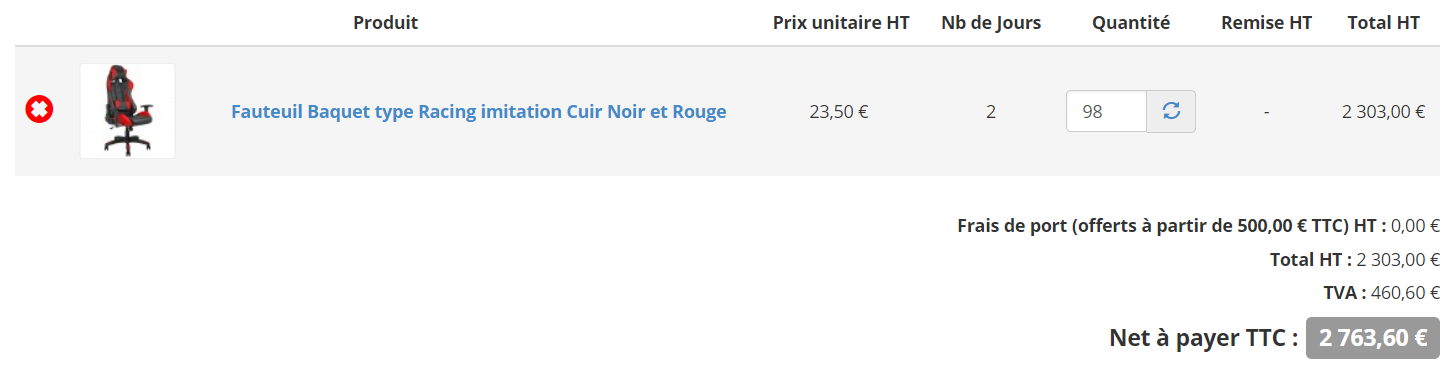 Produit Prix unitaire HT Nb de Jours Quantité Remise HT Total HT
Fauteuil Baquet type Racing imitation Cuir Noir et Rouge 23,50 € 2 98 - 2 303,00 €
Frais de port (offerts à partir de 500,00 € TTC) HT : 0,00 €
Total HT : 2 303,00 €
TVA : 460,60 €
Net à payer TTC : 2 763,60 €